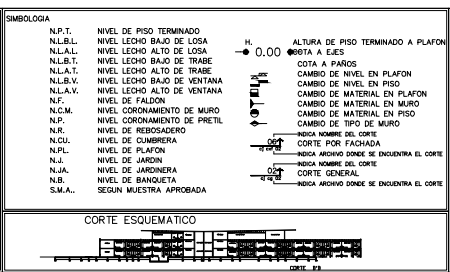 SIMBOLOGIA
N.P.T. NIVEL DE PISO TERMINADO
N.L.B.L. NIVEL LECHO BAJO DE LOSA
N.L.A.L. NIVEL LECHO ALTO DE LOSA
N.L.B.T. NIVEL LECHO BAJO DE TRABE
N.L.A.T. NIVEL LECHO ALTO DE TRABE
N.L.B.V. NIVEL LECHO BAJO DE VENTANA
N.L.A.V. NIVEL LECHO ALTO DE VENTANA
N.F. NIVEL DE FALDON
N.C.M. NIVEL CORONAMIENTO DE MURO
N.P. NIVEL CORONAMIENTO DE PRETIL
N.R. NIVEL DE REBOSADERO
N.CU. NIVEL DE CUMBRERA
N.PL. NIVEL DE PLAFON
N.J. NIVEL DE JARDIN
N.JA. NIVEL DE JARDINERA
N.B. NIVEL DE BANQUETA
S.M.A.. SEGUN MUESTRA APROBADA
H. ALTURA DE PISO TERMINADO A PLAFON
0.00 COTA A EJES
COTA A PAÑOS
CAMBIO DE NIVEL EN PLAFON
CAMBIO DE NIVEL EN PISO
CAMBIO DE MATERIAL EN PLAFON
CAMBIO DE MATERIAL EN MURO
CAMBIO DE MATERIAL EN PISO
CAMBIO DE TIPO DE MURO
INDICA NOMBRE DEL CORTE
06 CORTE POR FACHADA
INDICA ARCHIVO DONDE SE ENCUENTRA EL CORTE
INDICA NOMBRE DEL CORTE
02 CORTE GENERAL
INDICA ARCHIVO DONDE SE ENCUENTRA EL CORTE
CORTE ESQUEMATICO
CORTE